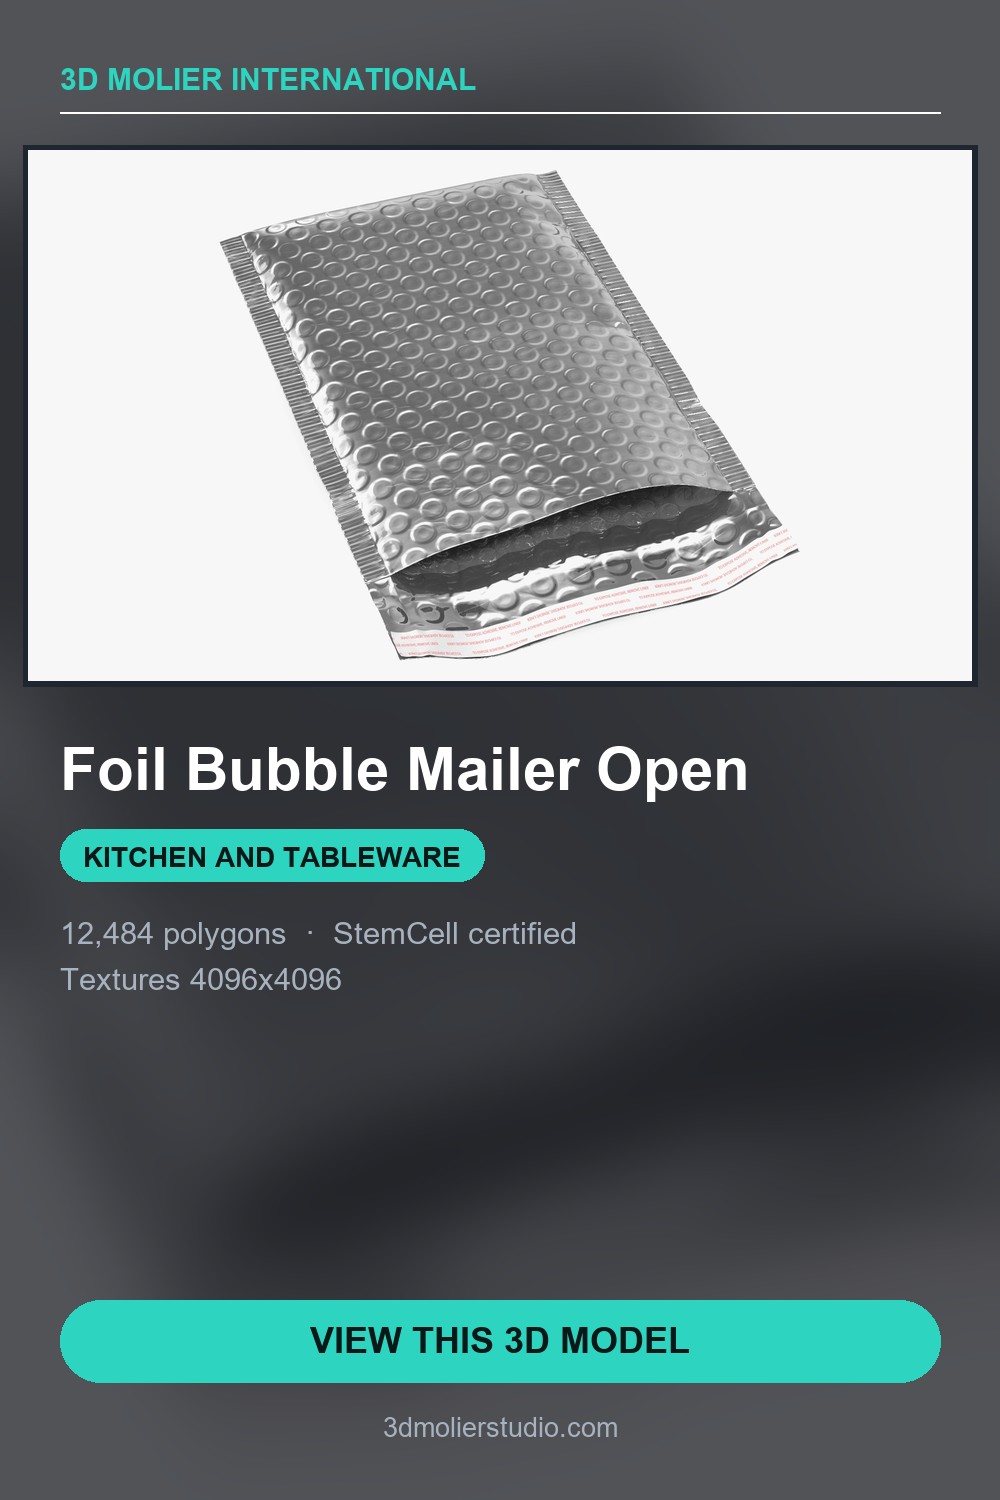 3D MOLIER INTERNATIONAL
Foil Bubble Mailer Open
KITCHEN AND TABLEWARE
12,484 polygons · StemCell certified
Textures 4096x4096
VIEW THIS 3D MODEL
3dmolierstudio.com